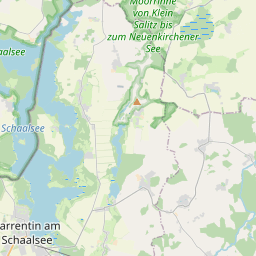 Moorrinne
von Klein
Salitz bis
zum Neuenkirchener
See
aalsee
Schaalsee
arrentin am
Schaalsee